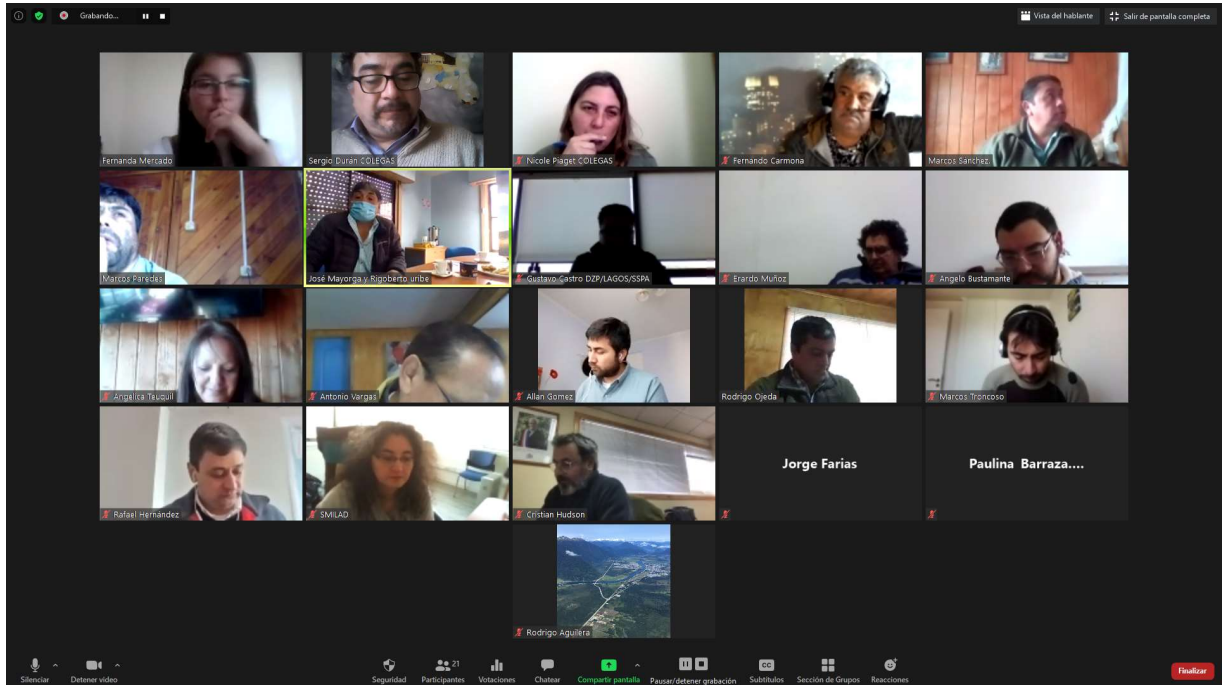 Grabando...
Vista del hablante
Salir de pantalla completa
Fernanda Mercado
Sergio Durán COLEGAS
Nicole Piaget COLEGAS
Fernando Carmona
Marcos Sanchez.
Marcos Paredes
José Mayorga y Rigoberto uribe
Gustavo Castro DZP/LAGOS/SSPA
Erardo Muñoz
Angelo Bustamante
Angélica Teuquil
Antonio Vargas
Allan Gomez
Rodrigo Ojeda
Marcos Troncoso
Rafael Hernández
SMILAD
Cristian Hudson
Jorge Farias
Paulina Barraza....
Rodrigo Aguilera
Silenciar
Detener video
Seguridad
Participantes
21
Votaciones
Chatear
Compartir pantalla
Pausar/detener grabación
CC
Subtítulos
Sección de Grupos
Reacciones
Finalizar